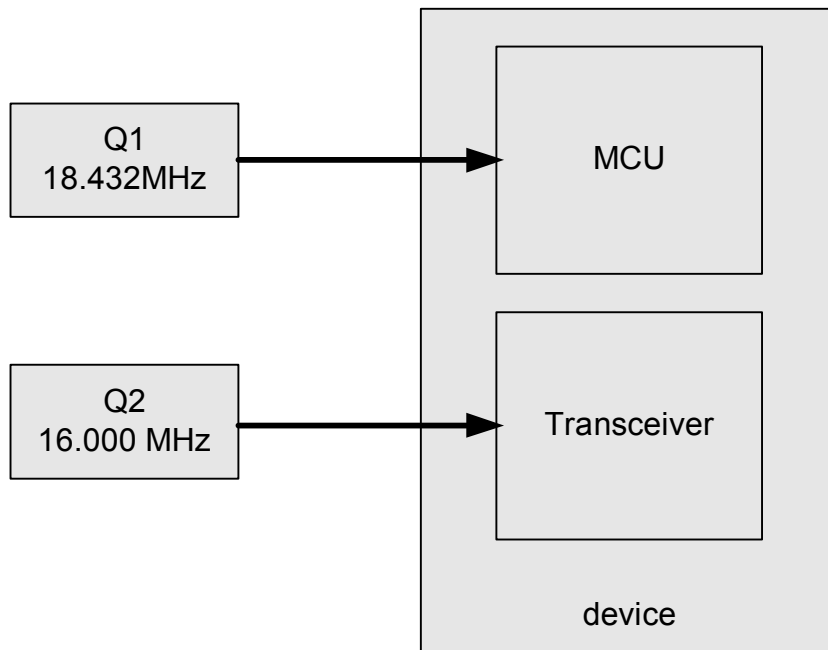 Q1
18.432MHz
MCU
Q2
16.000 MHz
Transceiver
device